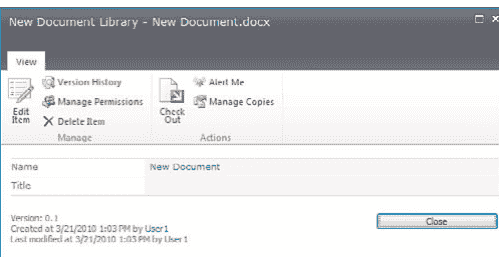 New Document Library - New Document.docx
View
Edit Item
Version History
Manage Permissions
Delete Item
Manage
Check Out
Alert Me
Manage Copies
Actions
Name New Document
Title
Version: 0.1
Created at 3/21/2010 1:03 PM by User1
Last modified at 3/21/2010 1:03 PM by User1
Close